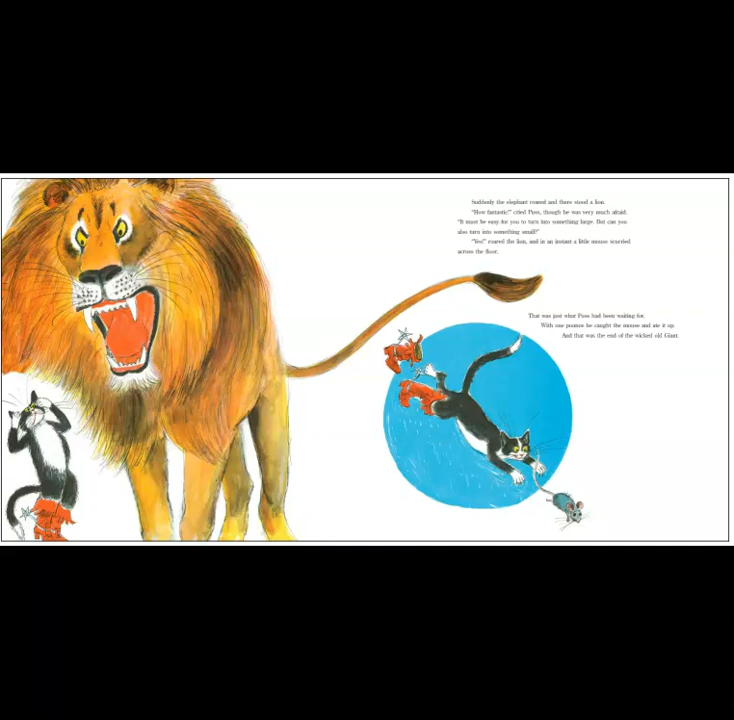 Suddenly the elephant roared and there stood a lion.
"How fantastic!" cried Puss, though he was very much afraid.
"It must be easy for you to turn into something large. But can you
also turn into something small?"
"Yes!" roared the lion, and in an instant a little mouse scurried
across the floor.
That was just what Puss had been waiting for.
With one pounce he caught the mouse and ate it up.
And that was the end of the wicked old Giant.